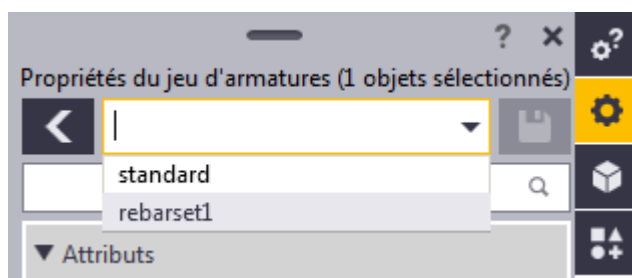 Propriétés du jeu d'armatures (1 objets sélectionnés)
standard
rebarset1
Attributs